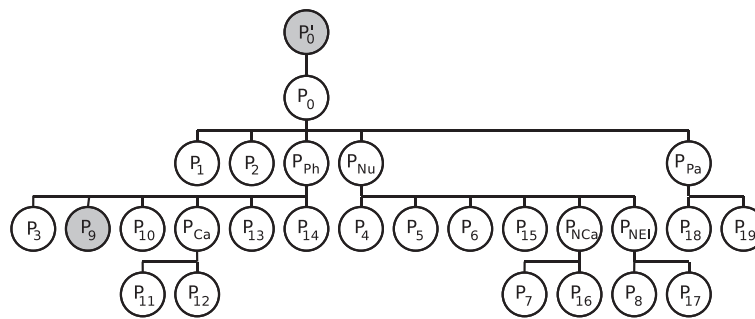 P'0
P0
P1 P2 PPh PNu PPa
P3 P9 P10 PCa P13 P14 P4 P5 P6 P15 PNCa PNEI P18 P19
P11 P12 P7 P16 P8 P17